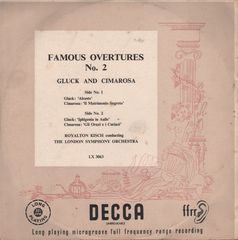 FAMOUS OVERTURES
No. 2
GLUCK AND CIMAROSA
Side No. 1
Gluck: 'Alceste'
Cimarosa: 'Il Matrimonio Segreto'
Side No. 2
Gluck: 'Iphigenia in Aulis'
Cimarosa: 'Gli Orazi e i Curiazi'
ROYALTON KISCH conducting
THE LONDON SYMPHONY ORCHESTRA
LX 3063
LONG
PLAYING
DECCA
ffrr
Long playing microgroove full frequency range recording